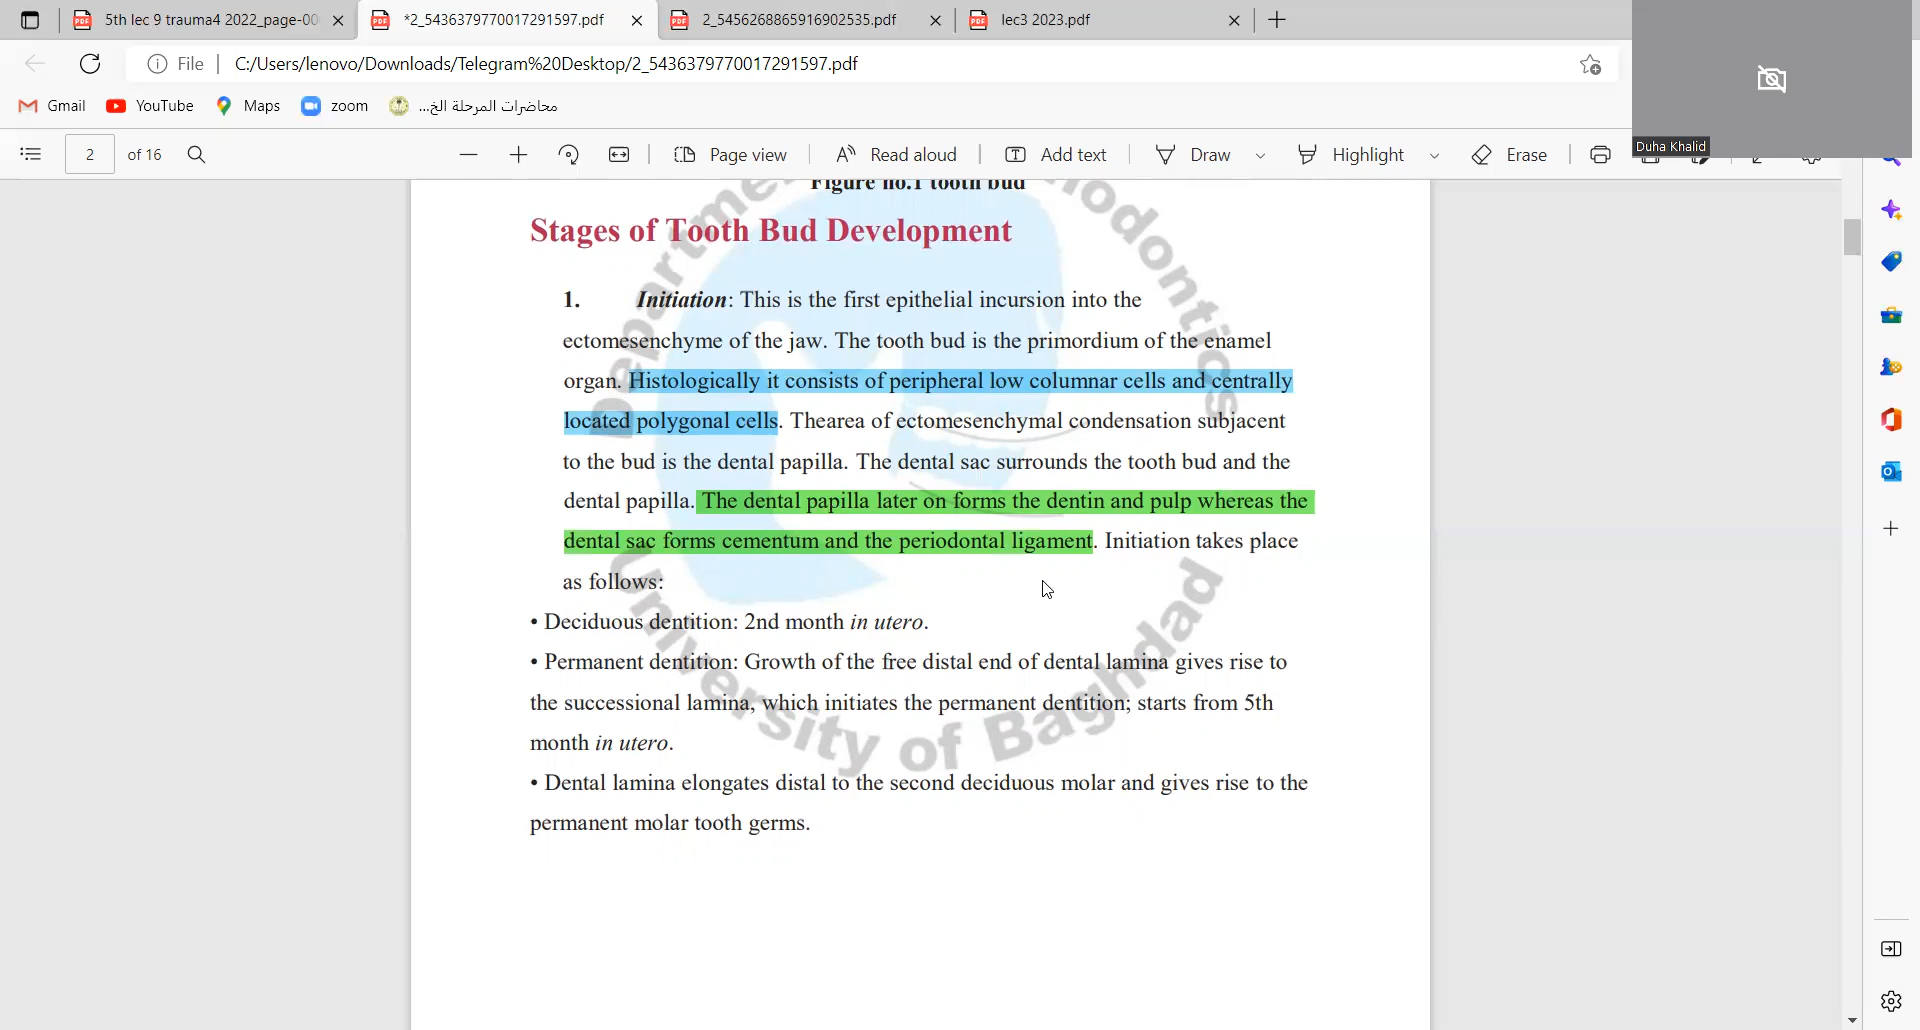 5th lec 9 trauma4 2022_page-00
*2_5436379770017291597.pdf
2_5456268865916902535.pdf
lec3 2023.pdf
File
C:/Users/lenovo/Downloads/Telegram%20Desktop/2_5436379770017291597.pdf
Gmail
YouTube
Maps
zoom
محاضرات المرحلة الخ...
2 of 16
Page view
Read aloud
Add text
Draw
Highlight
Erase
Duha Khalid
Figure no.1 tooth bud
Stages of Tooth Bud Development
1. Initiation: This is the first epithelial incursion into the
ectomesenchyme of the jaw. The tooth bud is the primordium of the enamel
organ. Histologically it consists of peripheral low columnar cells and centrally
located polygonal cells. Thearea of ectomesenchymal condensation subjacent
to the bud is the dental papilla. The dental sac surrounds the tooth bud and the
dental papilla. The dental papilla later on forms the dentin and pulp whereas the
dental sac forms cementum and the periodontal ligament. Initiation takes place
as follows:
• Deciduous dentition: 2nd month in utero.
• Permanent dentition: Growth of the free distal end of dental lamina gives rise to
the successional lamina, which initiates the permanent dentition; starts from 5th
month in utero.
• Dental lamina elongates distal to the second deciduous molar and gives rise to the
permanent molar tooth germs.
University of Baghdad